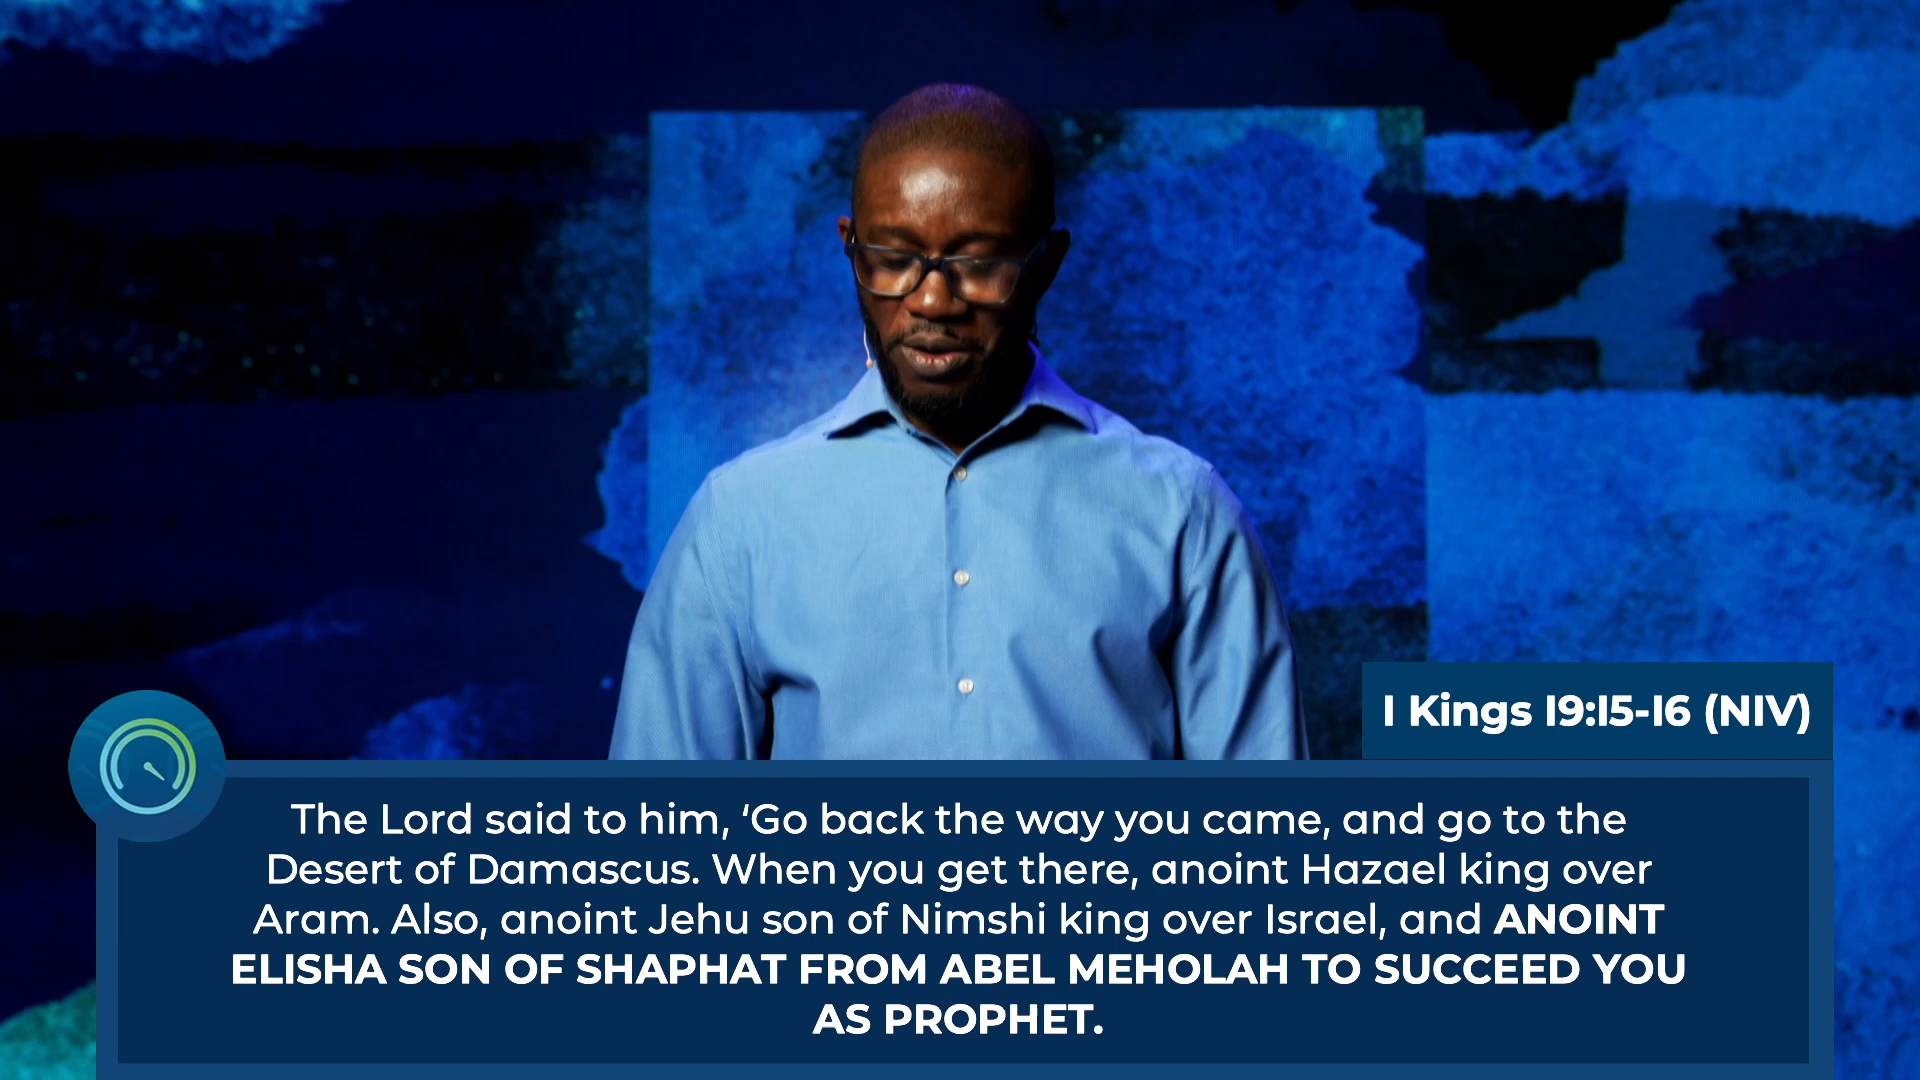 1 Kings 19:15-16 (NIV)
The Lord said to him, ‘Go back the way you came, and go to the
Desert of Damascus. When you get there, anoint Hazael king over
Aram. Also, anoint Jehu son of Nimshi king over Israel, and ANOINT
ELISHA SON OF SHAPHAT FROM ABEL MEHOLAH TO SUCCEED YOU
AS PROPHET.